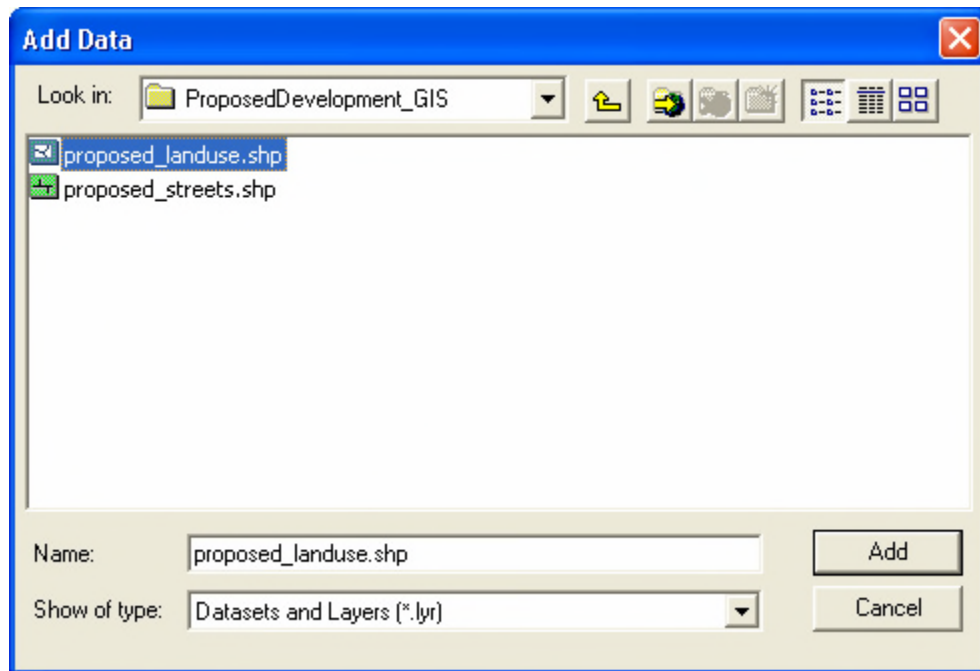 Add Data
Look in: ProposedDevelopment_GIS
proposed_landuse.shp
proposed_streets.shp
Name: proposed_landuse.shp Add
Show of type: Datasets and Layers (*.lyr) Cancel